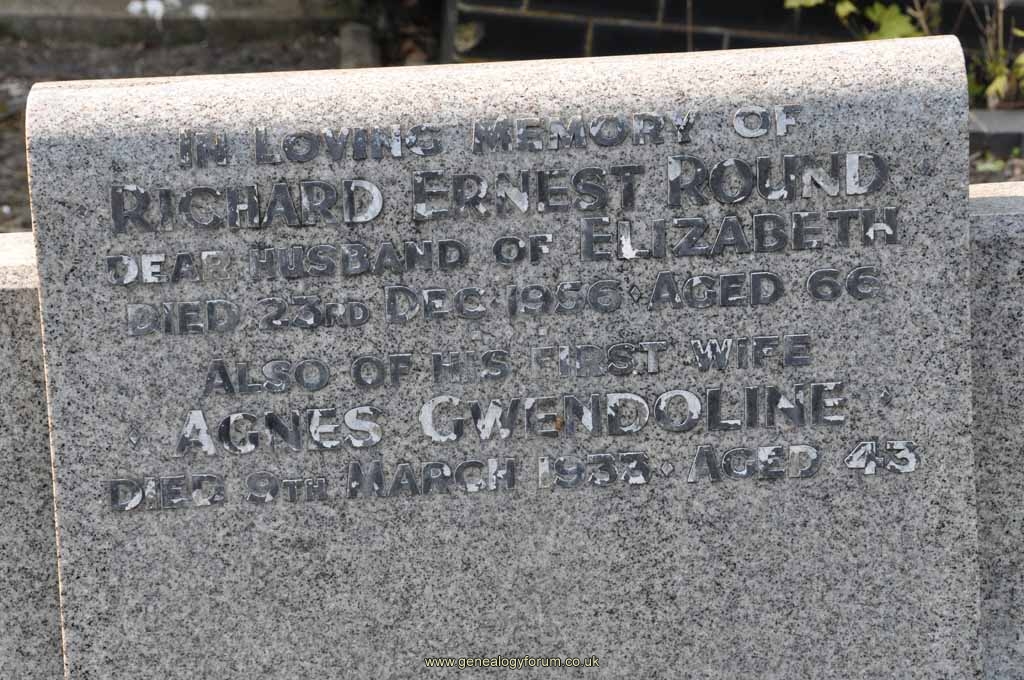 IN LOVING MEMORY OF
RICHARD ERNEST ROUND
DEAR HUSBAND OF ELIZABETH
DIED 23RD DEC · 1956 ◊ AGED 66
ALSO OF HIS FIRST WIFE
◊ AGNES GWENDOLINE ◊
DIED 9TH MARCH 1933 ◊ AGED 43
www.genealogyforum.co.uk